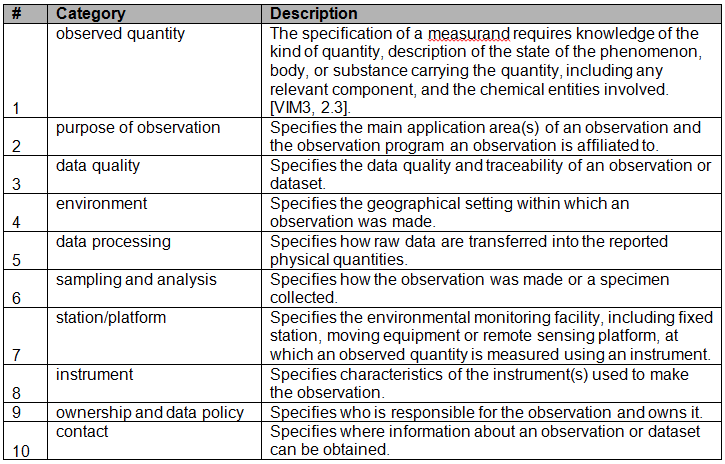 # Category Description
observed quantity The specification of a measurand requires knowledge of the
kind of quantity, description of the state of the phenomenon,
body, or substance carrying the quantity, including any
relevant component, and the chemical entities involved.
1 [VIM3, 2.3].
purpose of observation Specifies the main application area(s) of an observation and
2 the observation program an observation is affiliated to.
data quality Specifies the data quality and traceability of an observation or
3 dataset.
environment Specifies the geographical setting within which an
4 observation was made.
data processing Specifies how raw data are transferred into the reported
5 physical quantities.
sampling and analysis Specifies how the observation was made or a specimen
6 collected.
station/platform Specifies the environmental monitoring facility, including fixed
station, moving equipment or remote sensing platform, at
7 which an observed quantity is measured using an instrument.
instrument Specifies characteristics of the instrument(s) used to make
8 the observation.
9 ownership and data policy Specifies who is responsible for the observation and owns it.
contact Specifies where information about an observation or dataset
10 can be obtained.